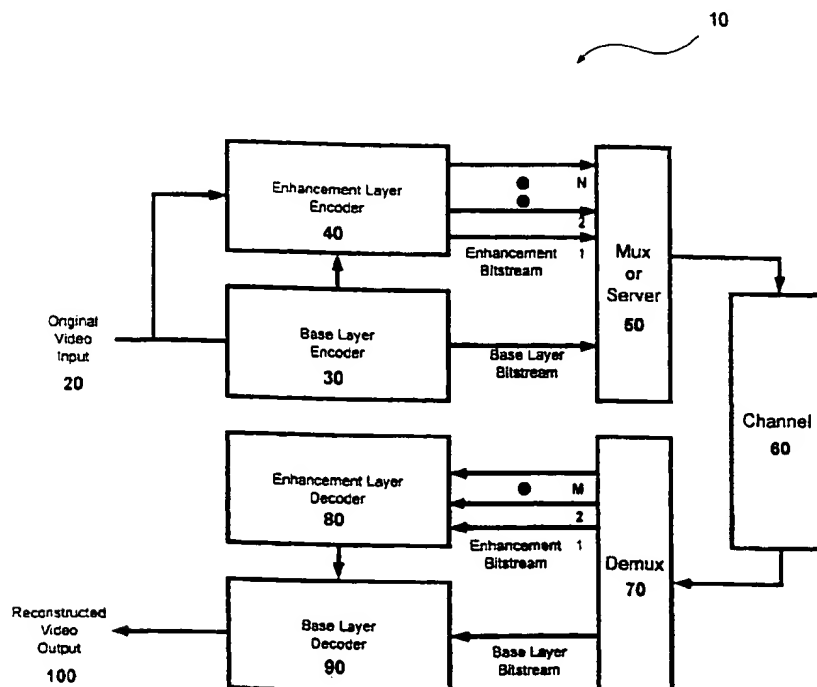 10
Enhancement Layer
Encoder
40
N
2
1
Enhancement
Bitstream
Mux
or
Server
50
Original
Video
Input
20
Base Layer
Encoder
30
Base Layer
Bitstream
Channel
60
Enhancement Layer
Decoder
80
M
2
1
Enhancement
Bitstream
Demux
70
Reconstructed
Video
Output
100
Base Layer
Decoder
90
Base Layer
Bitstream